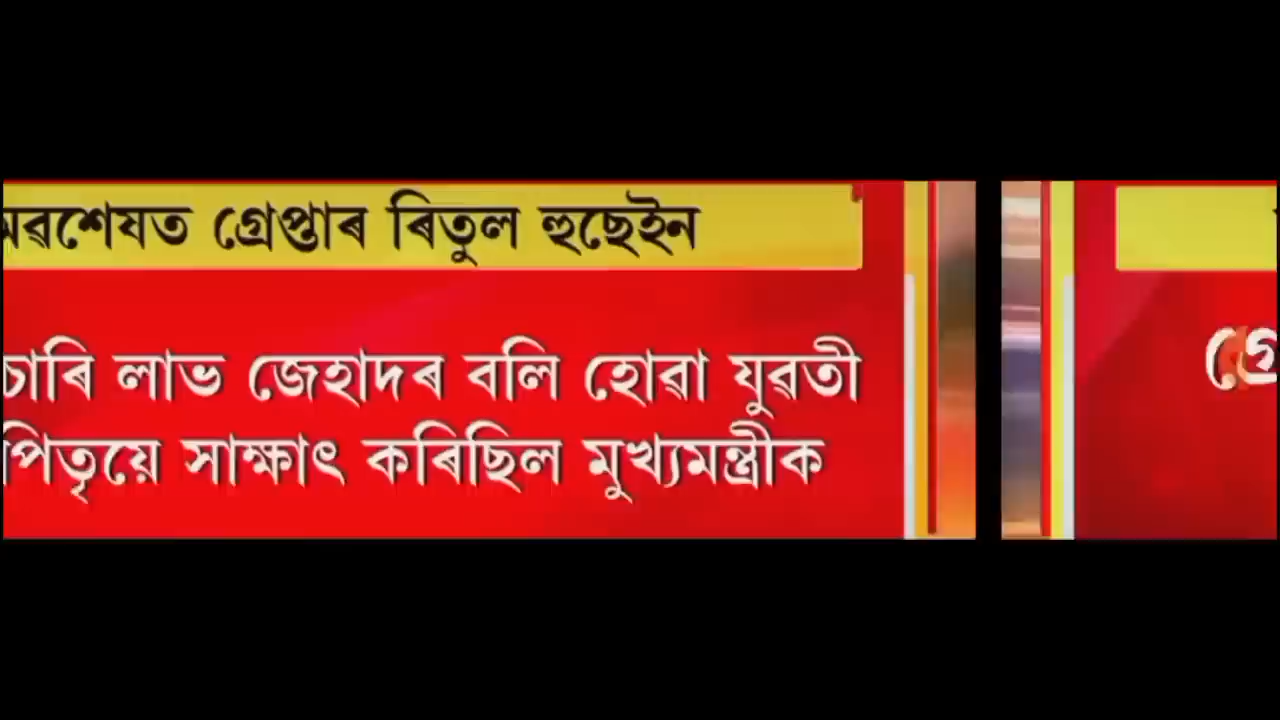 অৱশেষত গ্ৰেপ্তাৰ ৰিতুল হুছেইন
চাৰি লাভ জেহাদৰ বলি হোৱা যুৱতী
পিতৃয়ে সাক্ষাৎ কৰিছিল মুখ্যমন্ত্ৰীক
গ্ৰে